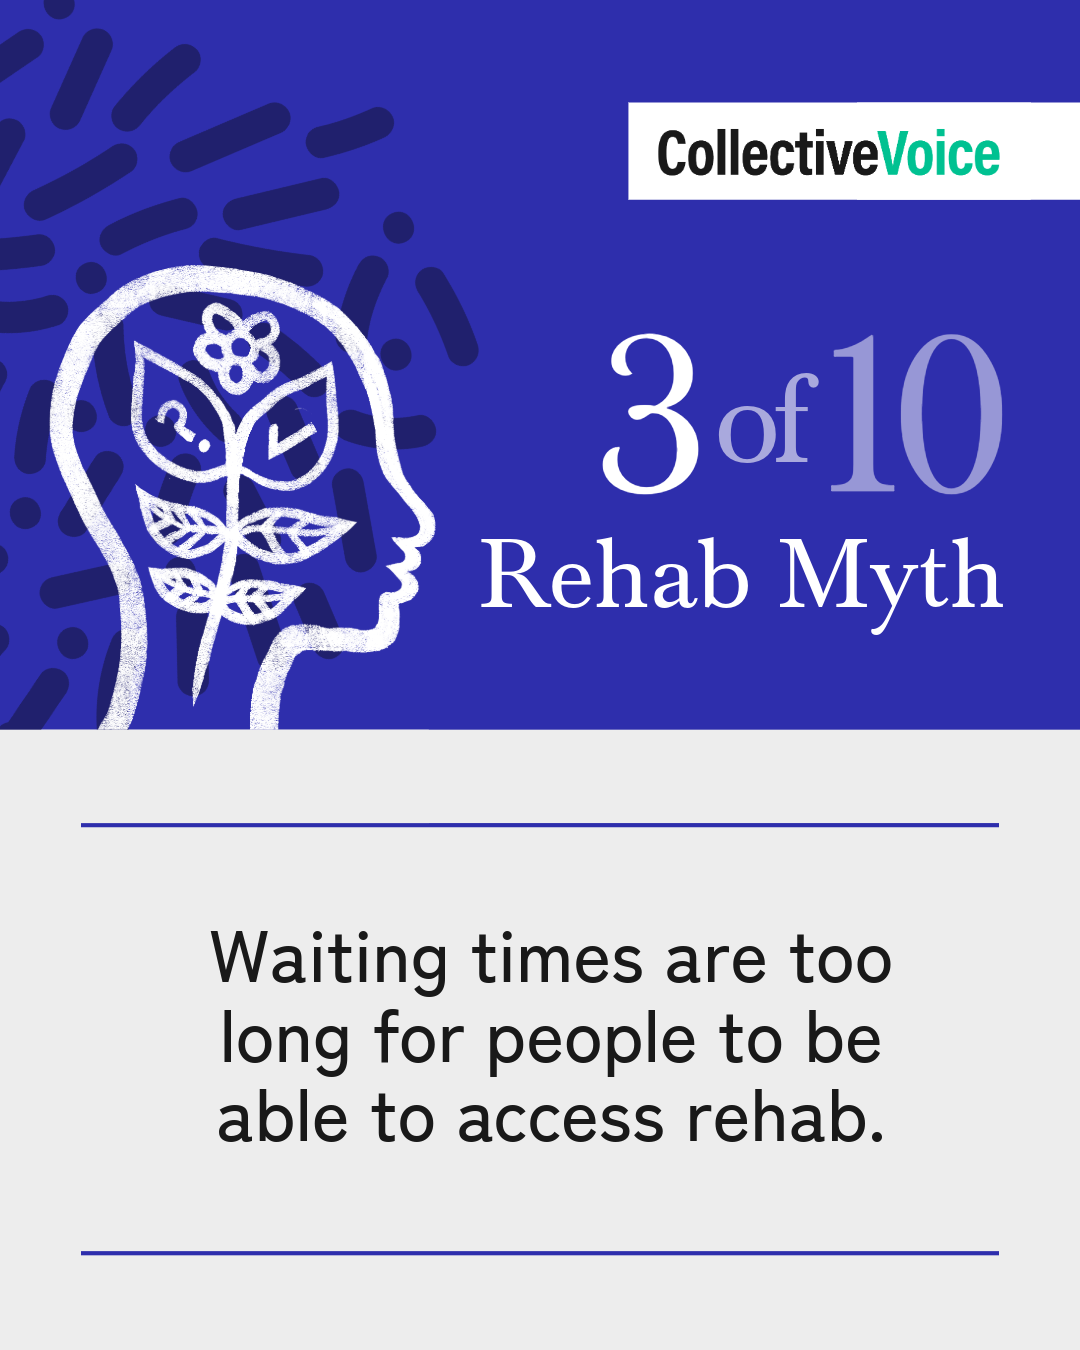 CollectiveVoice
3 of 10
Rehab Myth
?
Waiting times are too
long for people to be
able to access rehab.